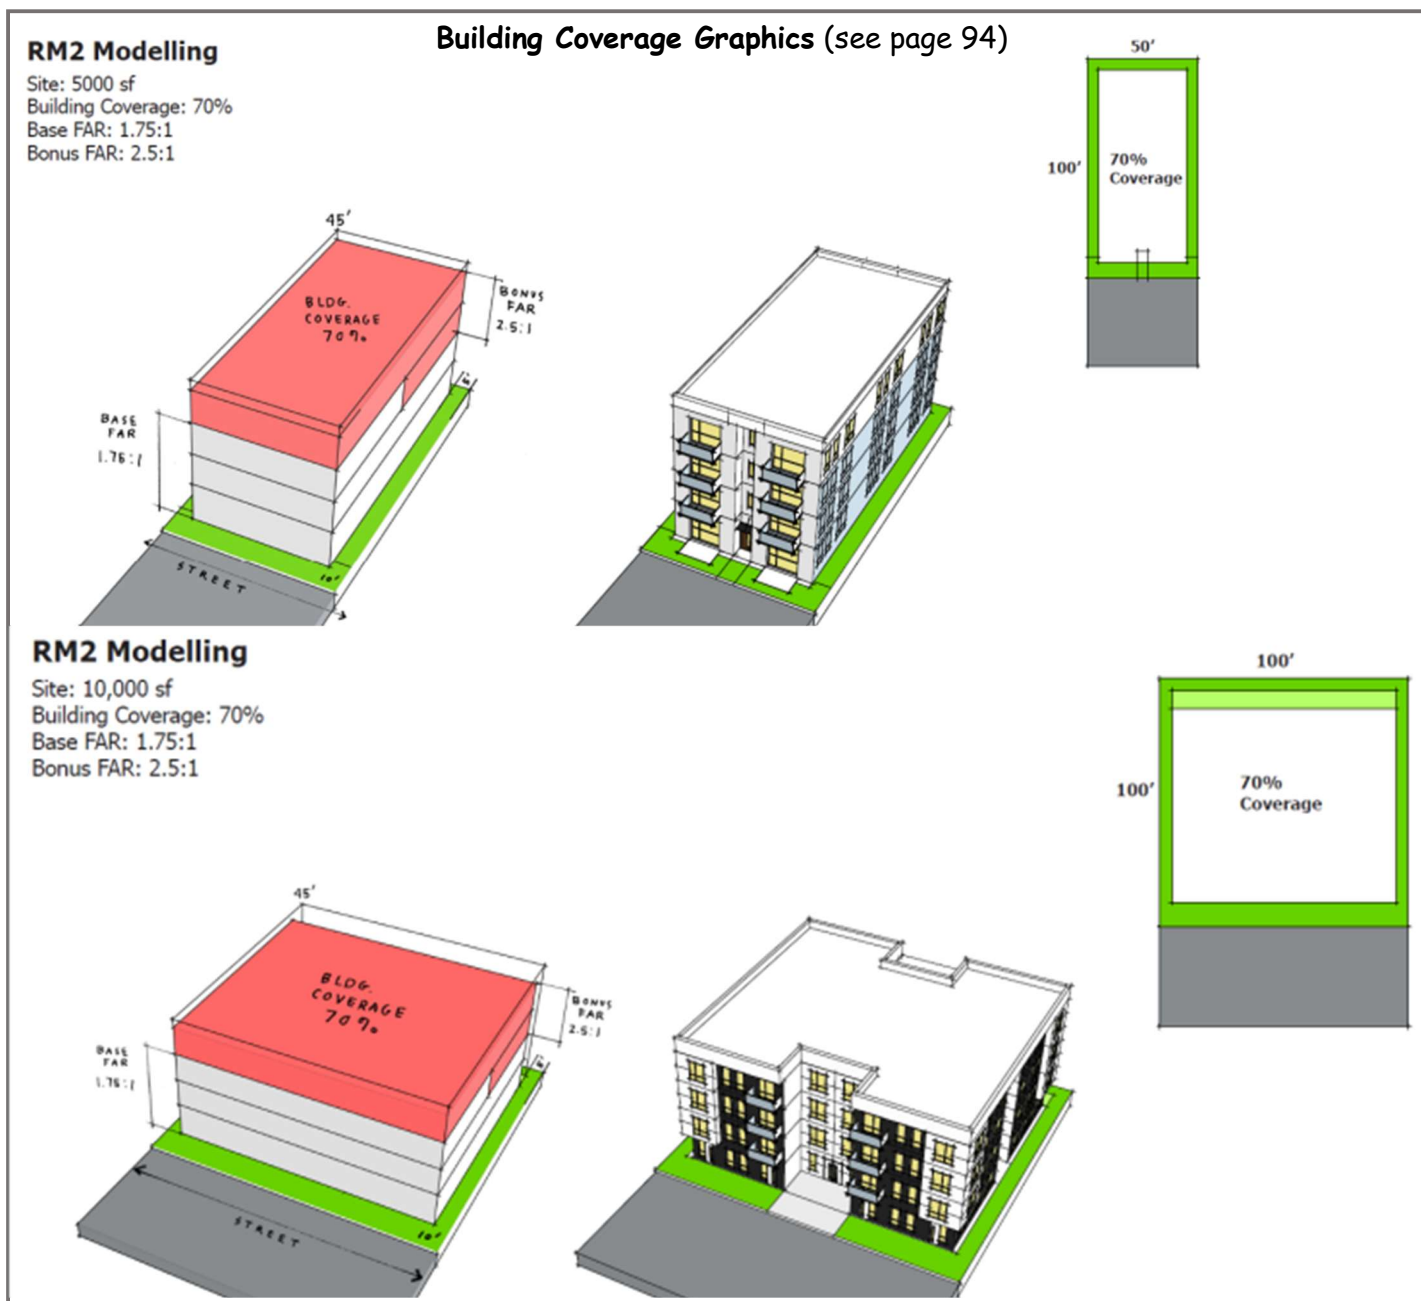 Building Coverage Graphics (see page 94)
RM2 Modelling
Site: 5000 sf
Building Coverage: 70%
Base FAR: 1.75:1
Bonus FAR: 2.5:1
50'
100'
70%
Coverage
45'
BLDG.
COVERAGE
70%
BONUS
FAR
2.5:1
BASE
FAR
1.75:1
6'
10'
STREET
RM2 Modelling
Site: 10,000 sf
Building Coverage: 70%
Base FAR: 1.75:1
Bonus FAR: 2.5:1
100'
100'
70%
Coverage
45'
BLDG.
COVERAGE
70%
BONUS
FAR
2.5:1
BASE
FAR
1.75:1
6'
10'
STREET